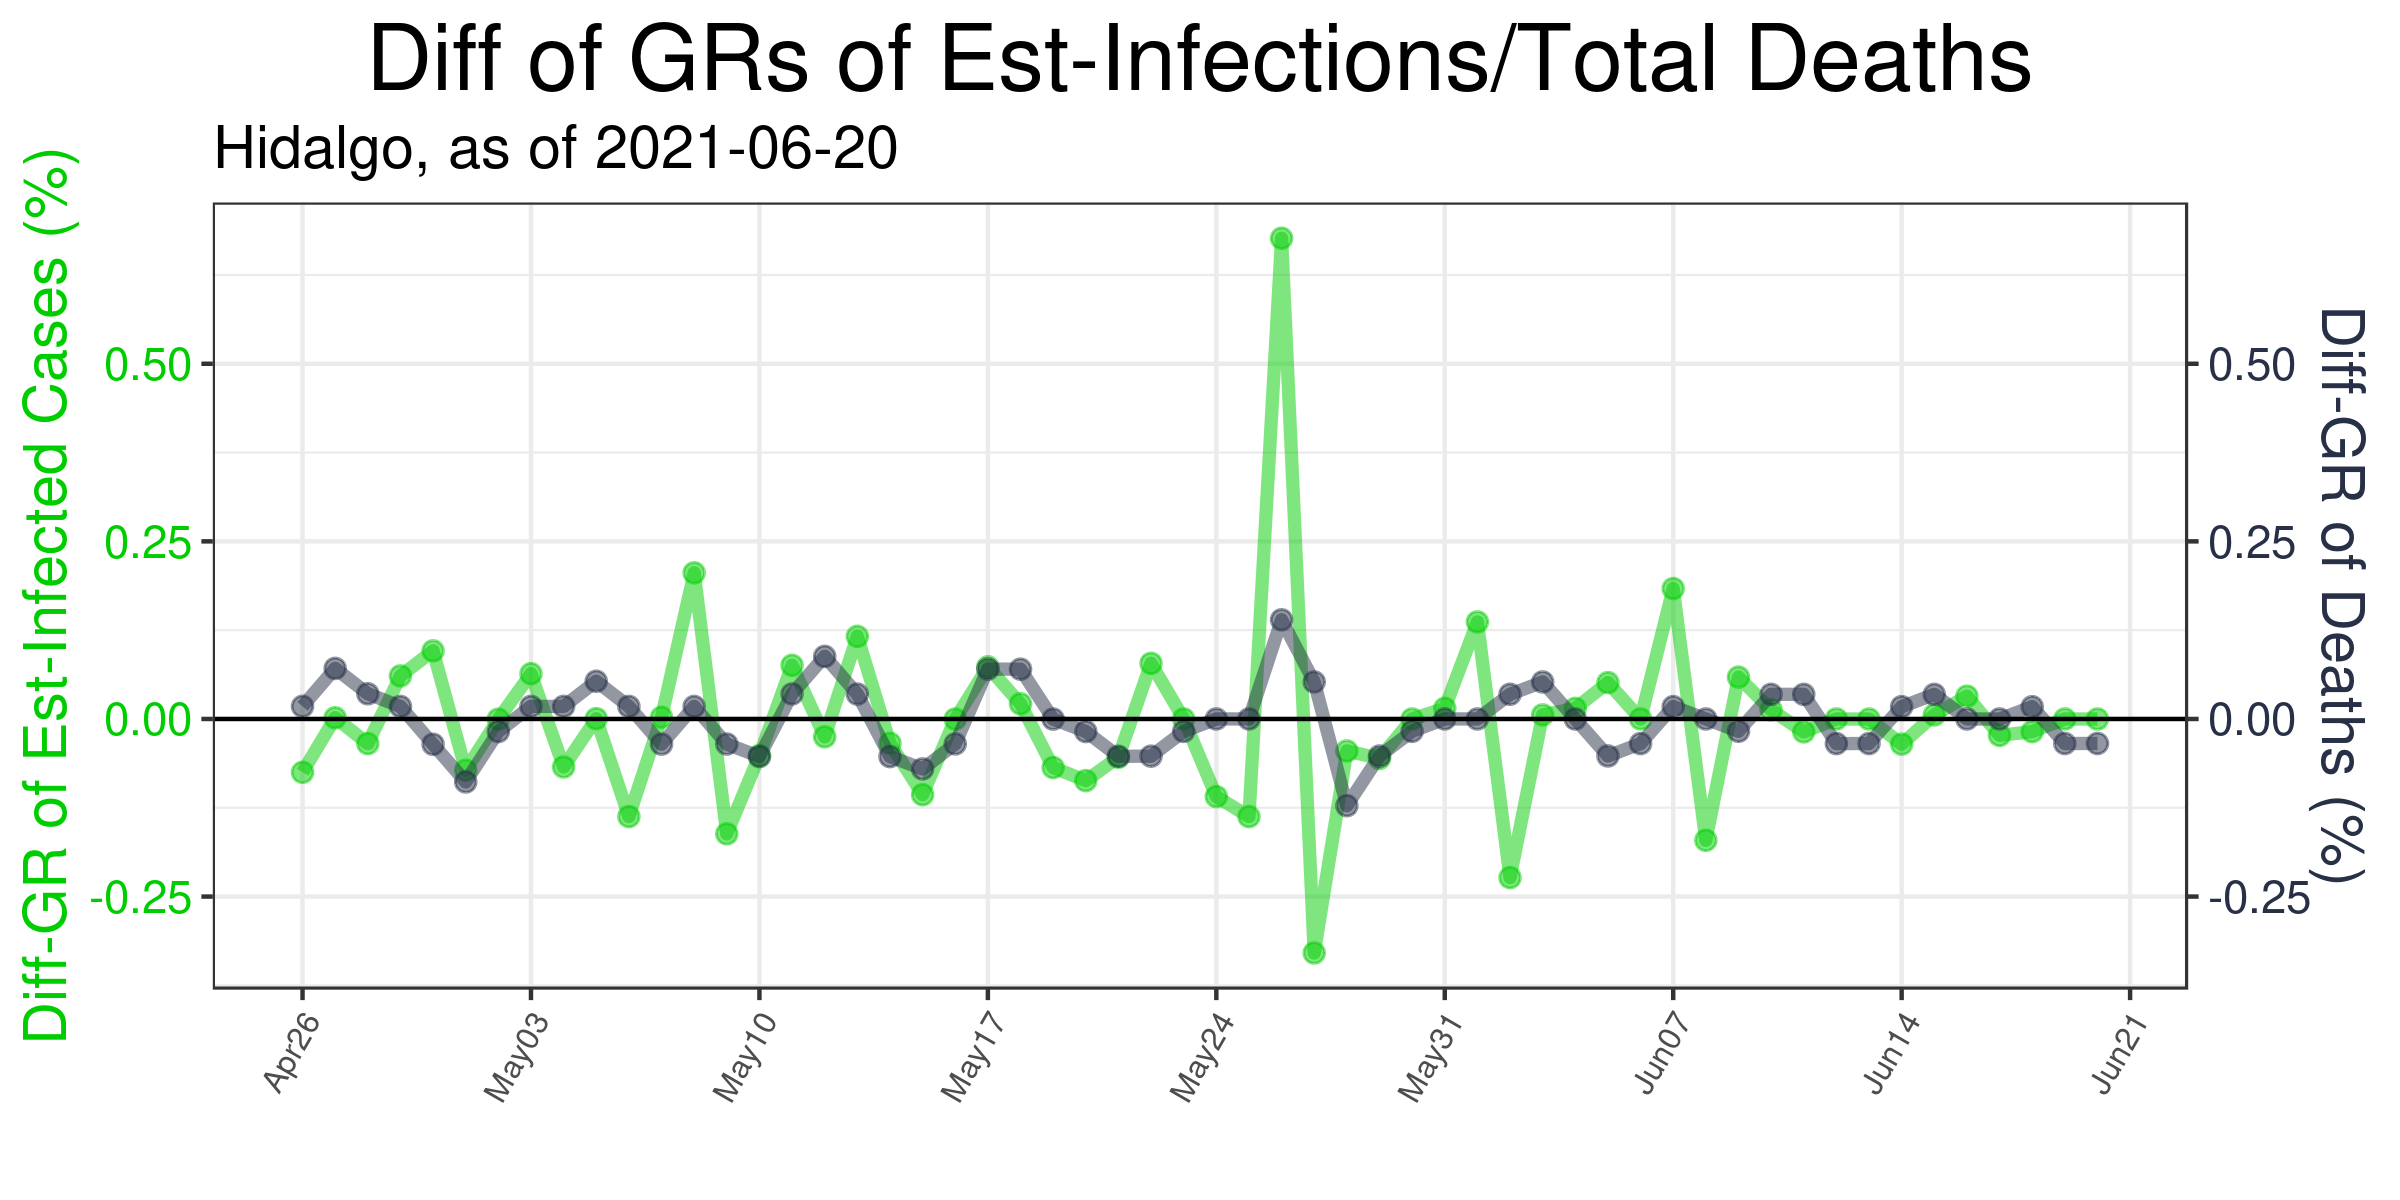 Diff of GRs of Est-Infections/Total Deaths
Hidalgo, as of 2021-06-20
Diff-GR of Est-Infected Cases (%)
0.50
0.25
0.00
-0.25
0.50
0.25
0.00
-0.25
Diff-GR of Deaths (%)
Apr26
May03
May10
May17
May24
May31
Jun07
Jun14
Jun21